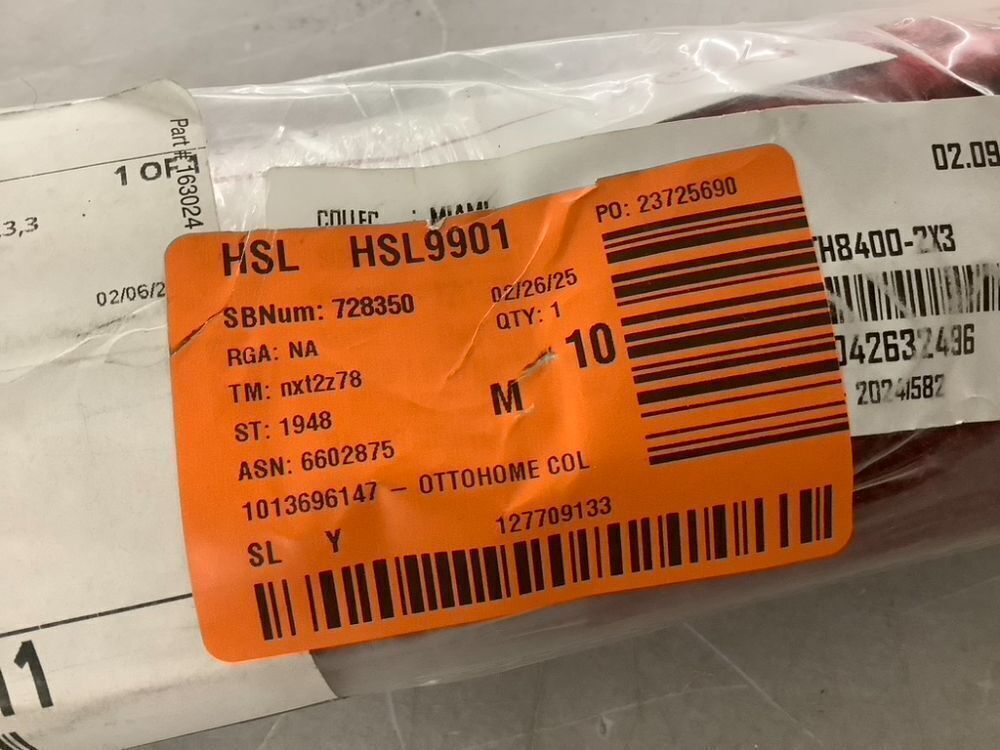 Part #: 163024
1 OF 1
.3,3
02/06/2
11
COLLEC : MIAMI
02.09
TH8400-2X3
042632496
2024/582
HSL HSL9901
PO: 23725690
SBNum: 728350
02/26/25
RGA: NA
QTY: 1
TM: nxt2z78
M 10
ST: 1948
ASN: 6602875
1013696147 – OTTOHOME COL
SL Y
127709133